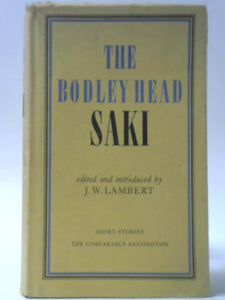 THE
BODLEY HEAD
SAKI
edited and introduced by
J. W. LAMBERT
SHORT STORIES
THE UNBEARABLE BASSINGTON